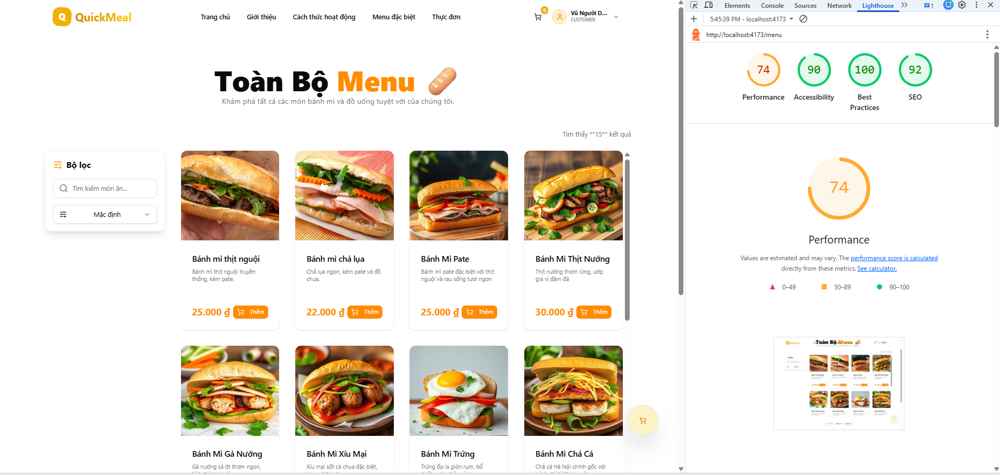 Q QuickMeal
Trang chủ Giới thiệu Cách thức hoạt động Menu đặc biệt Thực đơn
0
Vũ Người D...
CUSTOMER
Toàn Bộ Menu
Khám phá tất cả các món bánh mì và đồ uống tuyệt vời của chúng tôi.
Tìm thấy **15** kết quả
Bộ lọc
Tìm kiếm món ăn...
Mặc định
Bánh mì thịt nguội
Bánh mì thịt nguội truyền
thống, kèm pate.
25.000 ₫ Thêm
Bánh mì chả lụa
Chả lụa ngon, kèm pate và đồ
chua.
22.000 ₫ Thêm
Bánh Mì Pate
Bánh mì pate đặc biệt với thịt
nguội và rau sống tươi ngon
25.000 ₫ Thêm
Bánh Mì Thịt Nướng
Thịt nướng thơm lừng, ướp
gia vị đậm đà
30.000 ₫ Thêm
Bánh Mì Gà Nướng
Gà nướng sả ớt thơm ngon,
Bánh Mì Xíu Mại
Xíu mại sốt cà chua đặc biệt,
Bánh Mì Trứng
Trứng ốp la giòn rụm, bổ
Bánh Mì Chả Cá
Chả cá Hà Nội chính gốc với
Elements Console Sources Network Lighthouse 1
5:45:39 PM - localhost:4173
http://localhost:4173/menu
74 90 100 92
Performance Accessibility Best SEO
Practices
74
Performance
Values are estimated and may vary. The performance score is calculated
directly from these metrics. See calculator.
0–49 50–89 90–100
QuickMeal
Toàn Bộ Menu